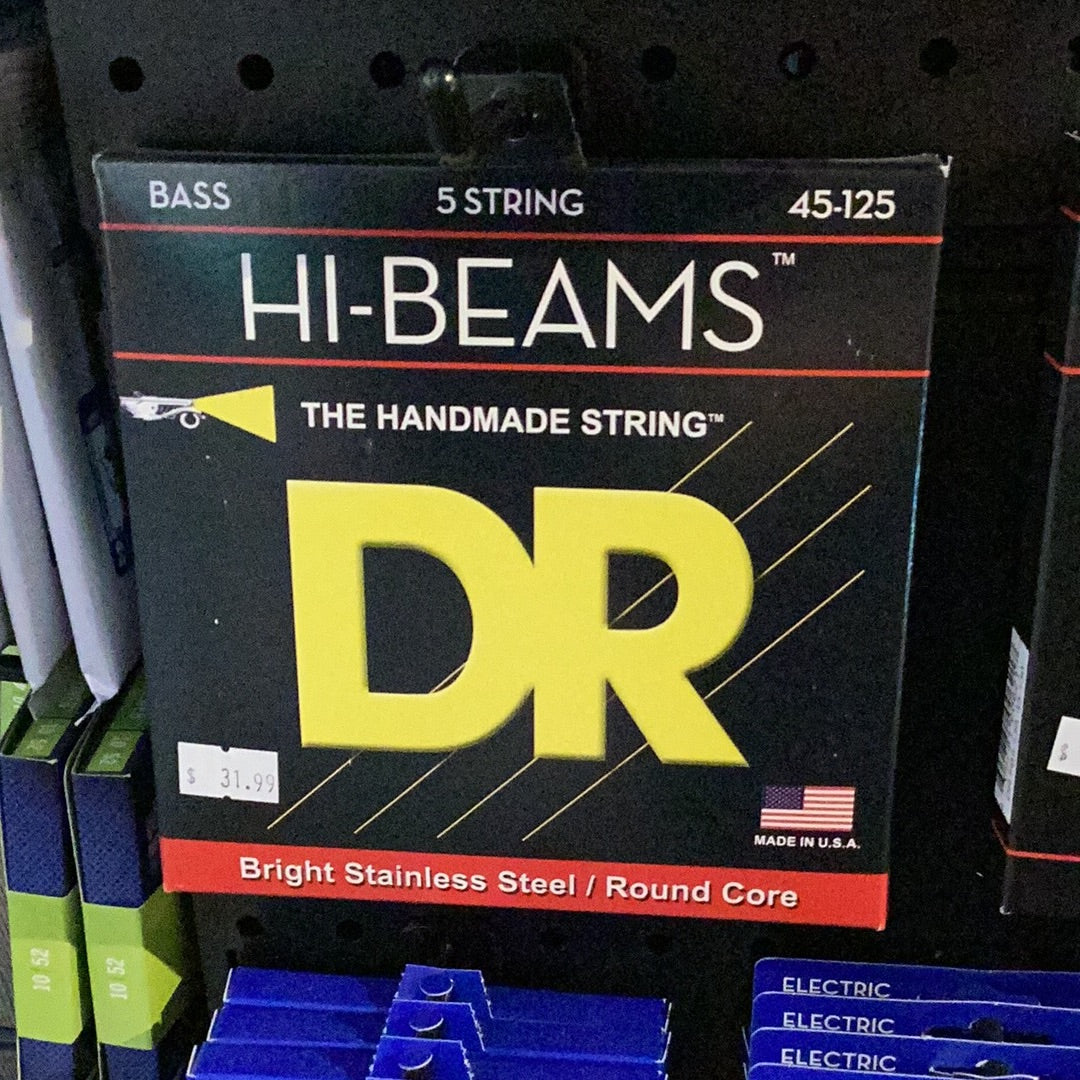 BASS 5 STRING 45-125
HI-BEAMS™
THE HANDMADE STRING™
DR
$ 31.99
MADE IN U.S.A.
Bright Stainless Steel / Round Core
10 52
10 52
ELECTRIC
ELECTRIC
ELECTRIC
$